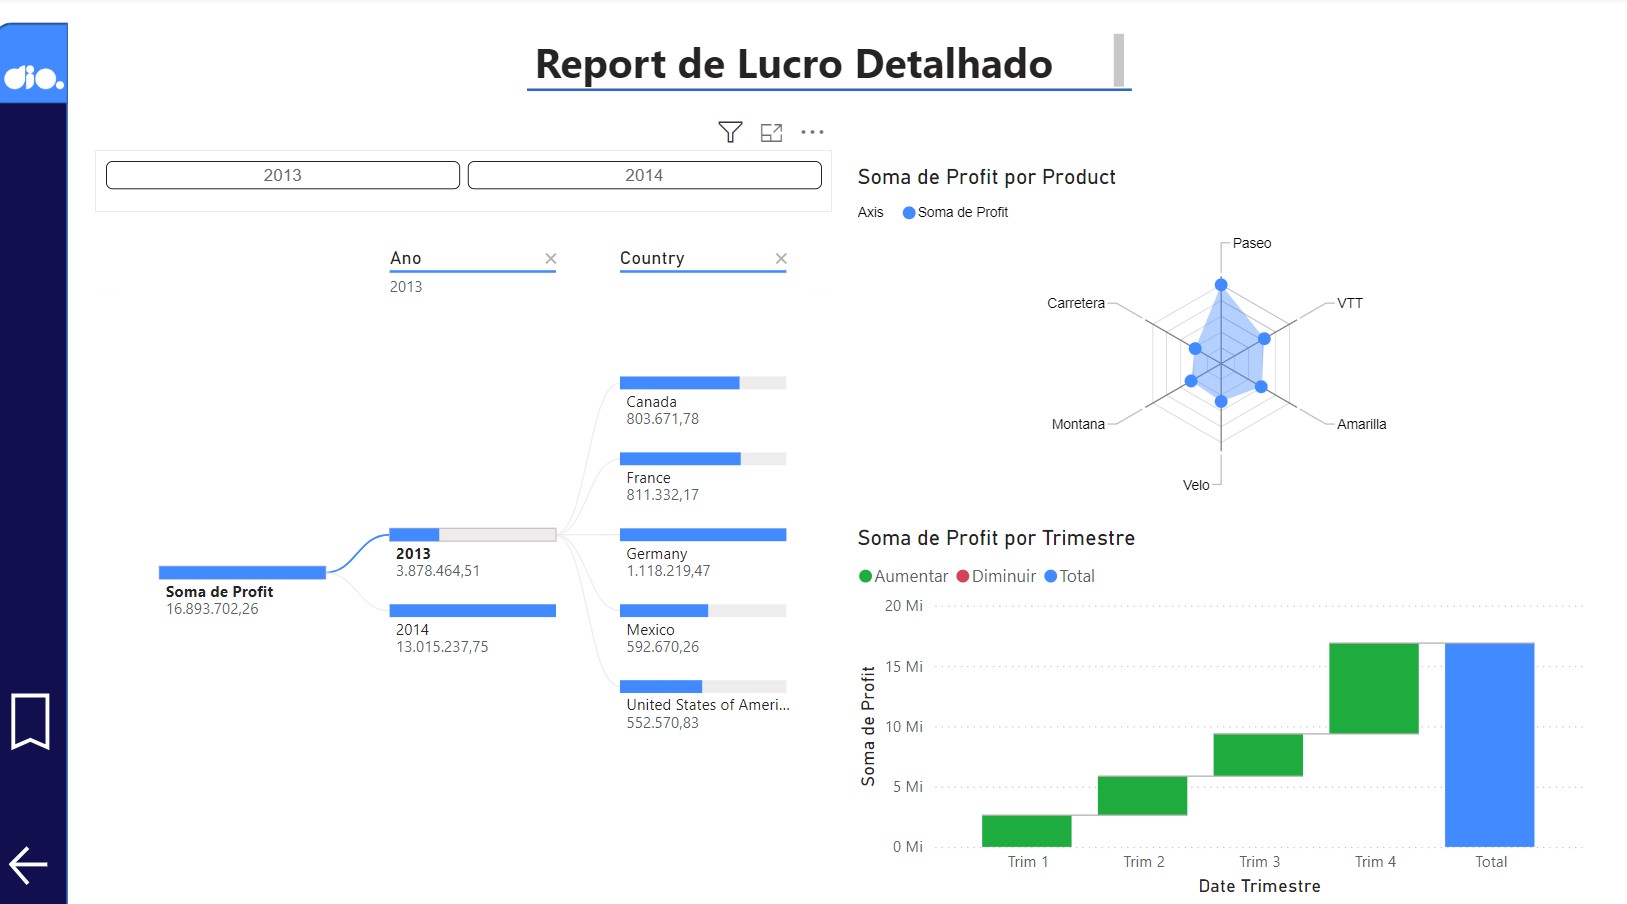 dio.
Report de Lucro Detalhado
2013
2014
Ano
2013
Country
Canada
803.671,78
France
811.332,17
Germany
1.118.219,47
Mexico
592.670,26
United States of Ameri...
552.570,83
2013
3.878.464,51
2014
13.015.237,75
Soma de Profit
16.893.702,26
Soma de Profit por Product
Axis Soma de Profit
Paseo
VTT
Amarilla
Velo
Montana
Carretera
Soma de Profit por Trimestre
Aumentar Diminuir Total
Soma de Profit
20 Mi
15 Mi
10 Mi
5 Mi
0 Mi
Trim 1 Trim 2 Trim 3 Trim 4 Total
Date Trimestre